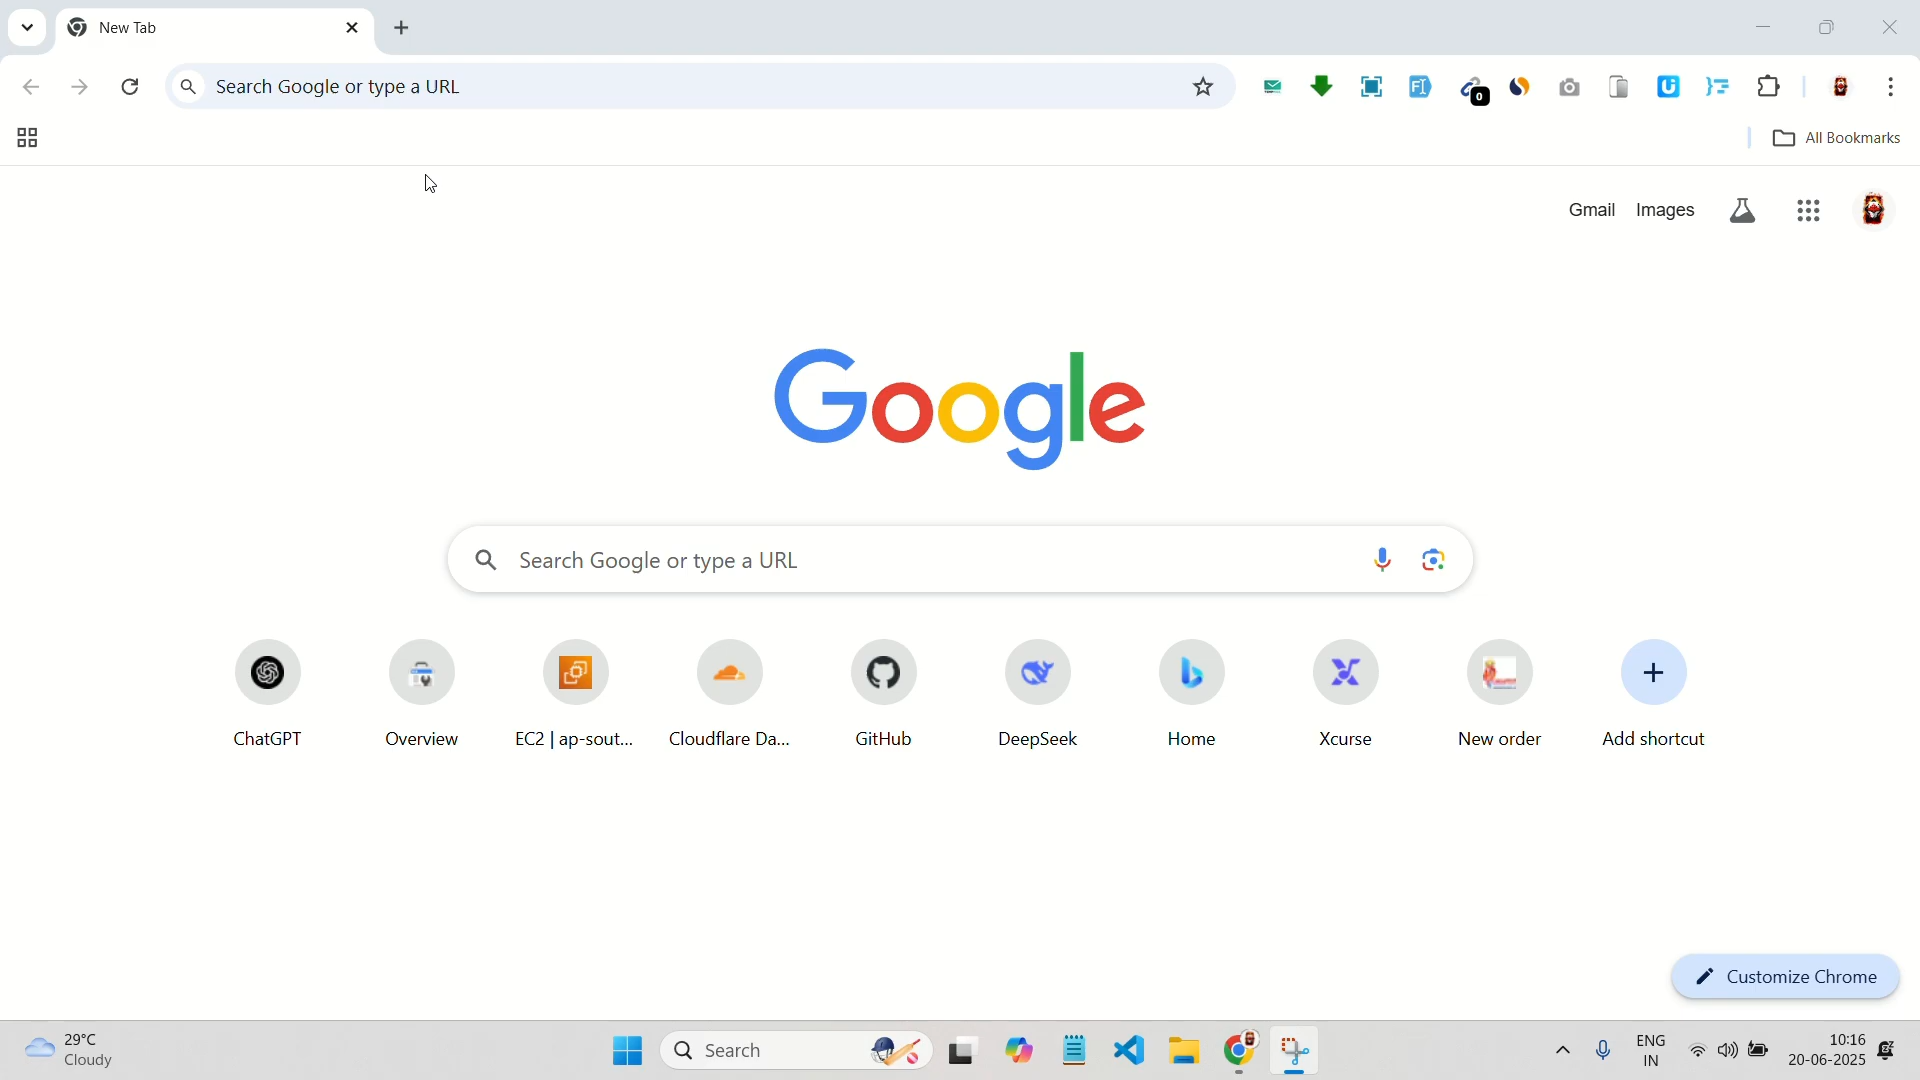 New Tab
Search Google or type a URL
0
All Bookmarks
Gmail Images
Google
Search Google or type a URL
ChatGPT Overview EC2 | ap-sout... Cloudflare Da... GitHub DeepSeek Home Xcurse New order Add shortcut
Customize Chrome
29°C
Cloudy
Search
ENG
IN
10:16
20-06-2025